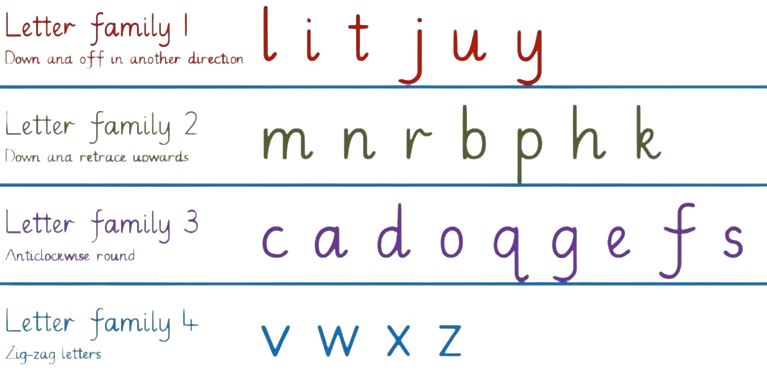 Letter family 1
Down and off in another direction
l i t j u y
Letter family 2
Down and retrace upwards
m n r b p h k
Letter family 3
Anticlockwise round
c a d o q g e f s
Letter family 4
Zig-zag letters
v w x z